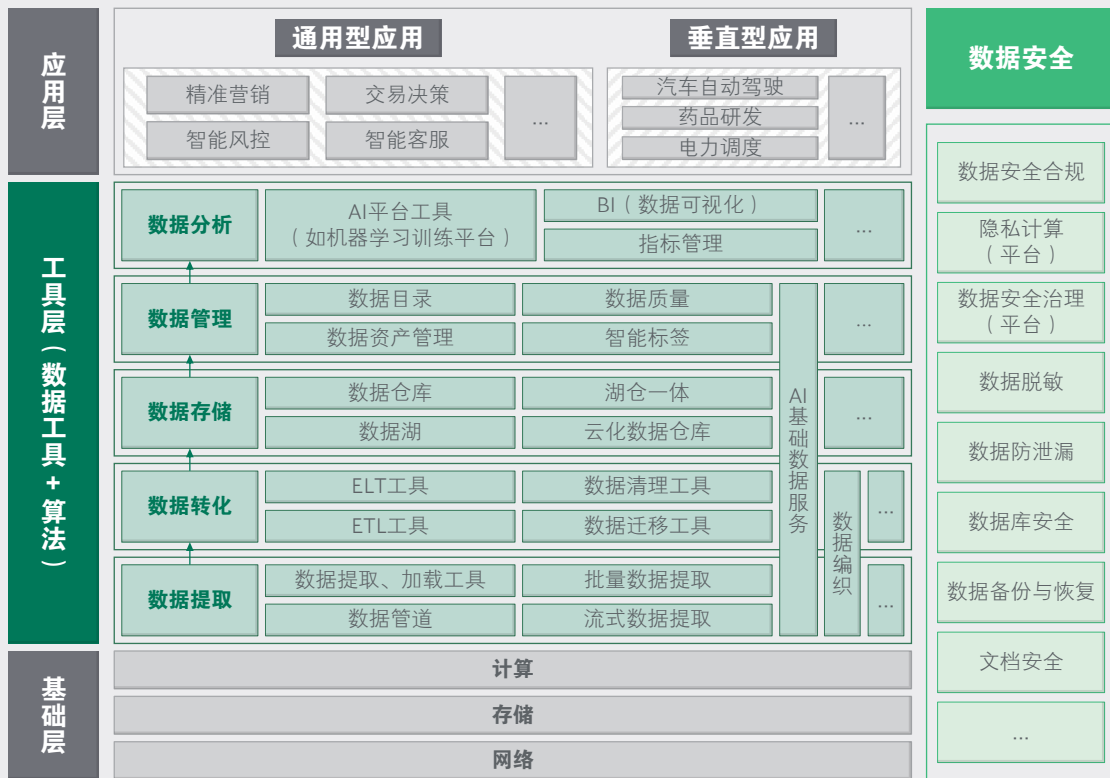 应用层
通用型应用
精准营销
交易决策
智能风控
智能客服
...
垂直型应用
汽车自动驾驶
药品研发
电力调度
...
工具层（数据工具+算法）
数据分析
AI平台工具
（如机器学习训练平台）
BI（数据可视化）
指标管理
...
数据管理
数据目录
数据质量
数据资产管理
智能标签
...
数据存储
数据仓库
湖仓一体
数据湖
云化数据仓库
...
数据转化
ELT工具
数据清理工具
ETL工具
数据迁移工具
...
数据提取
数据提取、加载工具
批量数据提取
数据管道
流式数据提取
...
AI基础数据服务
数据编织
基础层
计算
存储
网络
数据安全
数据安全合规
隐私计算
（平台）
数据安全治理
（平台）
数据脱敏
数据防泄漏
数据库安全
数据备份与恢复
文档安全
...